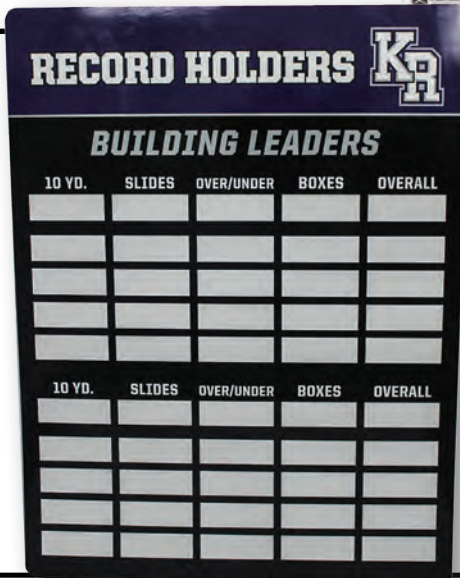 RECORD HOLDERS KR
BUILDING LEADERS
10 YD. SLIDES OVER/UNDER BOXES OVERALL
10 YD. SLIDES OVER/UNDER BOXES OVERALL